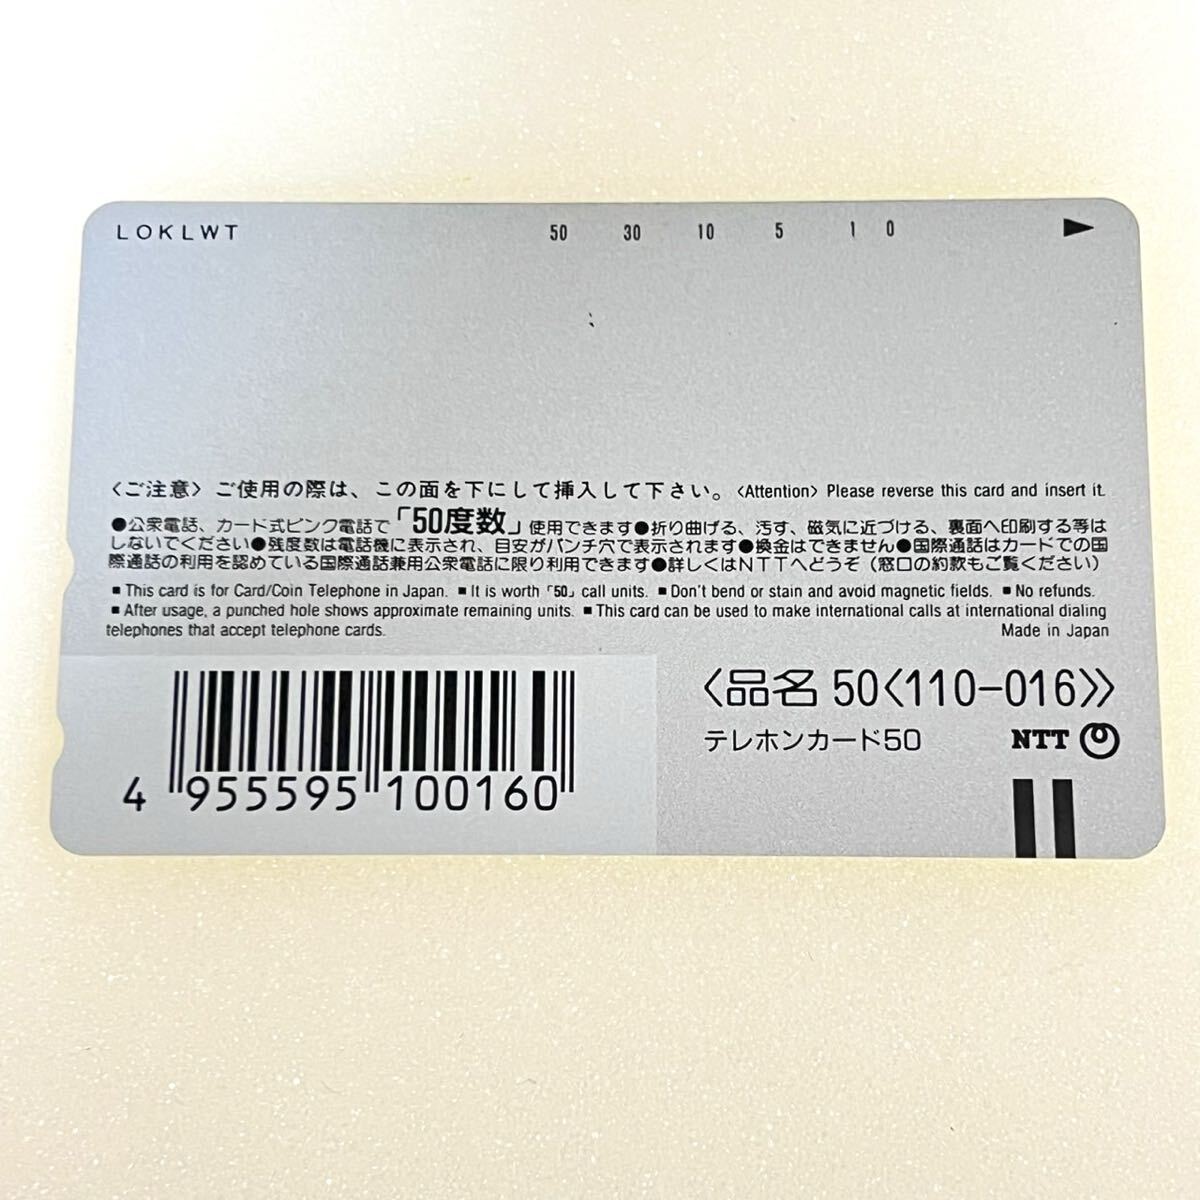 LOKLWT 50 30 10 5 1 0 ▶
〈ご注意〉ご使用の際は、この面を下にして挿入して下さい。〈Attention〉Please reverse this card and insert it.
●公衆電話、カード式ピンク電話で「50度数」使用できます●折り曲げる、汚す、磁気に近づける、裏面へ印刷する等は
しないでください●残度数は電話機に表示され、目安がパンチ穴で表示されます●換金はできません●国際通話はカードでの国
際通話の利用を認めている国際通話兼用公衆電話に限り利用できます●詳しくはNTTへどうぞ（窓口の約款もご覧ください）
■ This card is for Card/Coin Telephone in Japan. ■ It is worth「50」call units. ■ Don't bend or stain and avoid magnetic fields. ■ No refunds.
■ After usage, a punched hole shows approximate remaining units. ■ This card can be used to make international calls at international dialing
telephones that accept telephone cards. Made in Japan
〈品名 50〈110-016〉〉
テレホンカード50 NTT
4 955595 100160